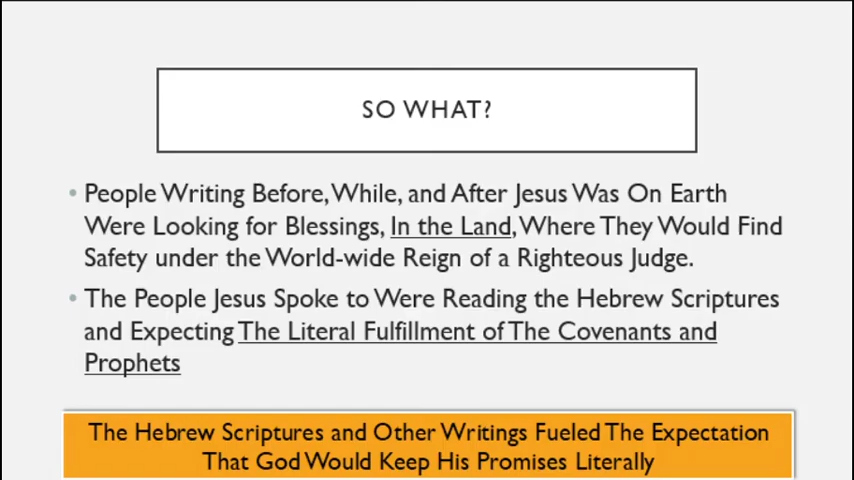 SO WHAT?
• People Writing Before, While, and After Jesus Was On Earth
Were Looking for Blessings, In the Land, Where They Would Find
Safety under the World-wide Reign of a Righteous Judge.
• The People Jesus Spoke to Were Reading the Hebrew Scriptures
and Expecting The Literal Fulfillment of The Covenants and
Prophets
The Hebrew Scriptures and Other Writings Fueled The Expectation
That God Would Keep His Promises Literally